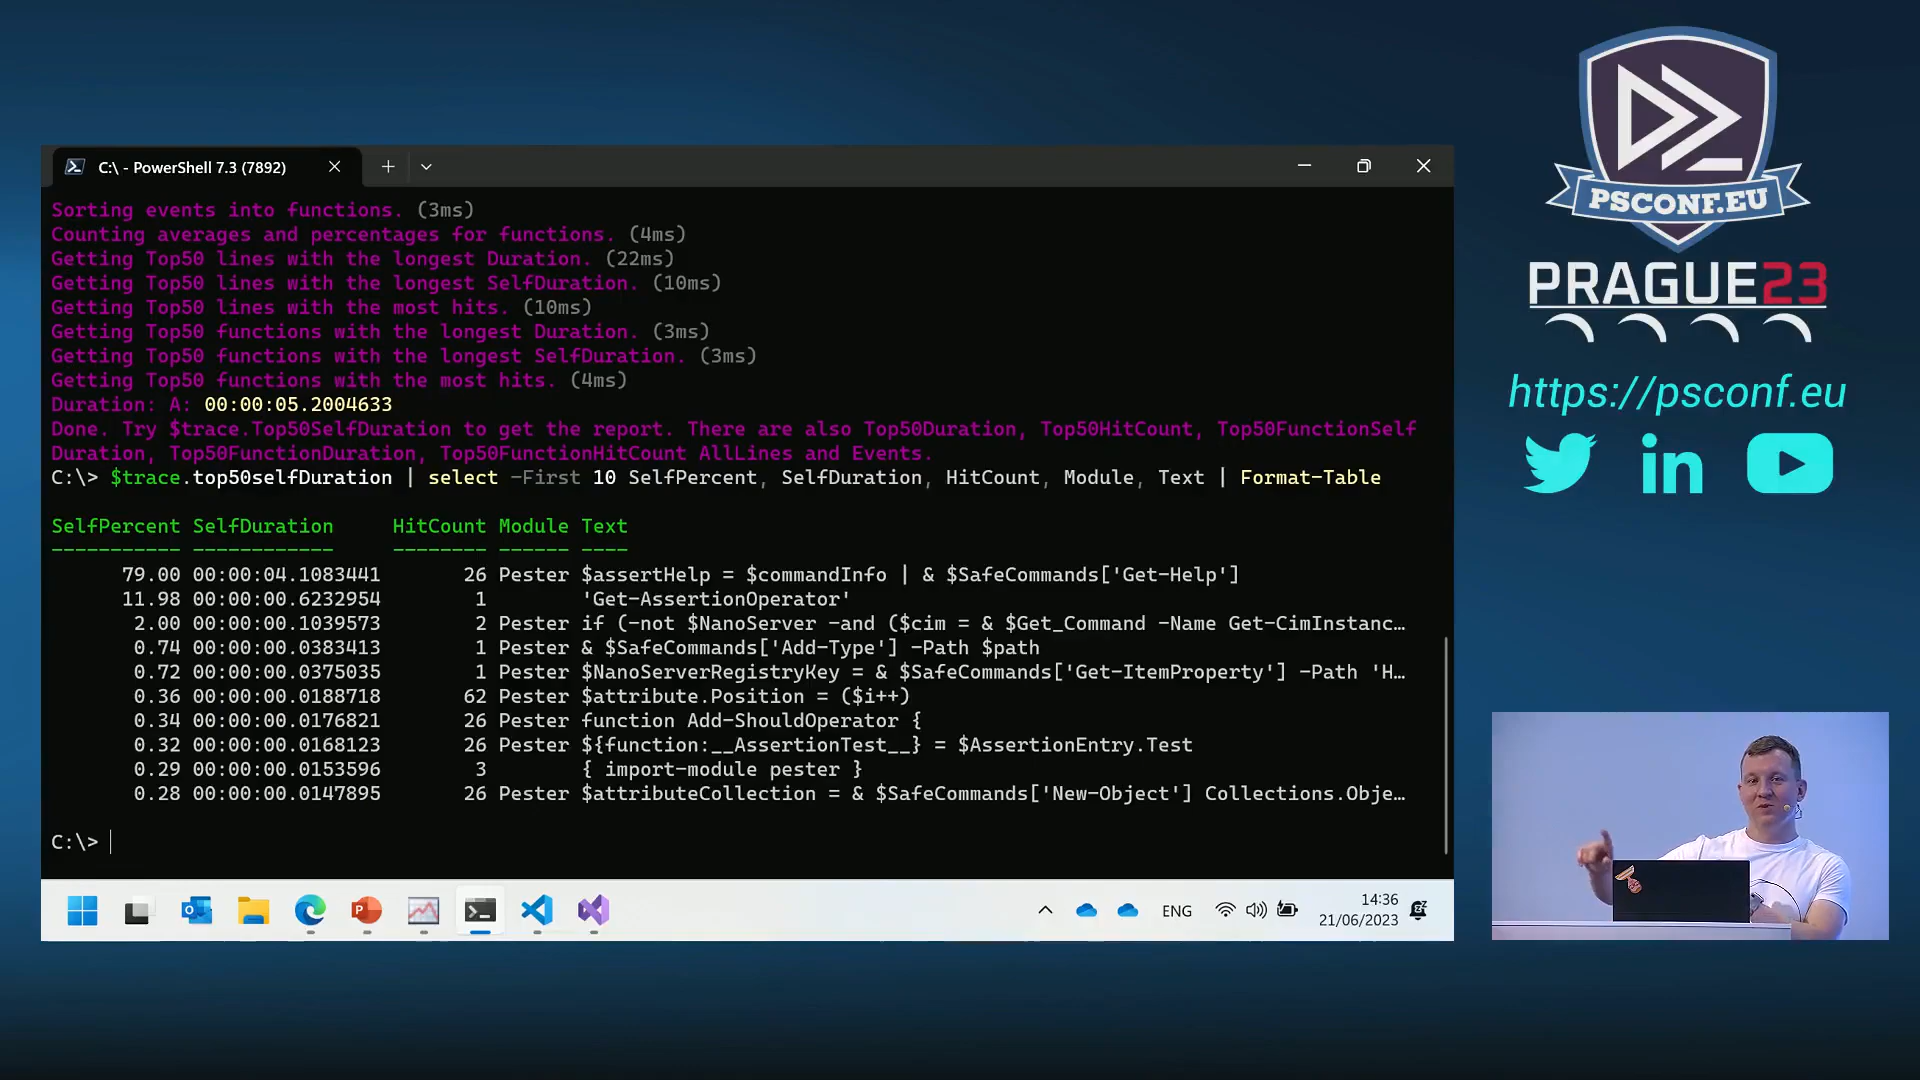 C:\ - PowerShell 7.3 (7892)
Sorting events into functions. (3ms)
Counting averages and percentages for functions. (4ms)
Getting Top50 lines with the longest Duration. (22ms)
Getting Top50 lines with the longest SelfDuration. (10ms)
Getting Top50 lines with the most hits. (10ms)
Getting Top50 functions with the longest Duration. (3ms)
Getting Top50 functions with the longest SelfDuration. (3ms)
Getting Top50 functions with the most hits. (4ms)
Duration: A: 00:00:05.2004633
Done. Try $trace.Top50SelfDuration to get the report. There are also Top50Duration, Top50HitCount, Top50FunctionSelf
Duration, Top50FunctionDuration, Top50FunctionHitCount AllLines and Events.
C:\> $trace.top50selfDuration | select -First 10 SelfPercent, SelfDuration, HitCount, Module, Text | Format-Table
SelfPercent SelfDuration HitCount Module Text
----------- ------------ -------- ------ ----
79.00 00:00:04.1083441 26 Pester $assertHelp = $commandInfo | & $SafeCommands['Get-Help']
11.98 00:00:00.6232954 1 'Get-AssertionOperator'
2.00 00:00:00.1039573 2 Pester if (-not $NanoServer -and ($cim = & $Get_Command -Name Get-CimInstanc…
0.74 00:00:00.0383413 1 Pester & $SafeCommands['Add-Type'] -Path $path
0.72 00:00:00.0375035 1 Pester $NanoServerRegistryKey = & $SafeCommands['Get-ItemProperty'] -Path 'H…
0.36 00:00:00.0188718 62 Pester $attribute.Position = ($i++)
0.34 00:00:00.0176821 26 Pester function Add-ShouldOperator {
0.32 00:00:00.0168123 26 Pester ${function:__AssertionTest__} = $AssertionEntry.Test
0.29 00:00:00.0153596 3 { import-module pester }
0.28 00:00:00.0147895 26 Pester $attributeCollection = & $SafeCommands['New-Object'] Collections.Obje…
C:\>
ENG
14:36
21/06/2023
PSCONF.EU
PRAGUE23
https://psconf.eu
in